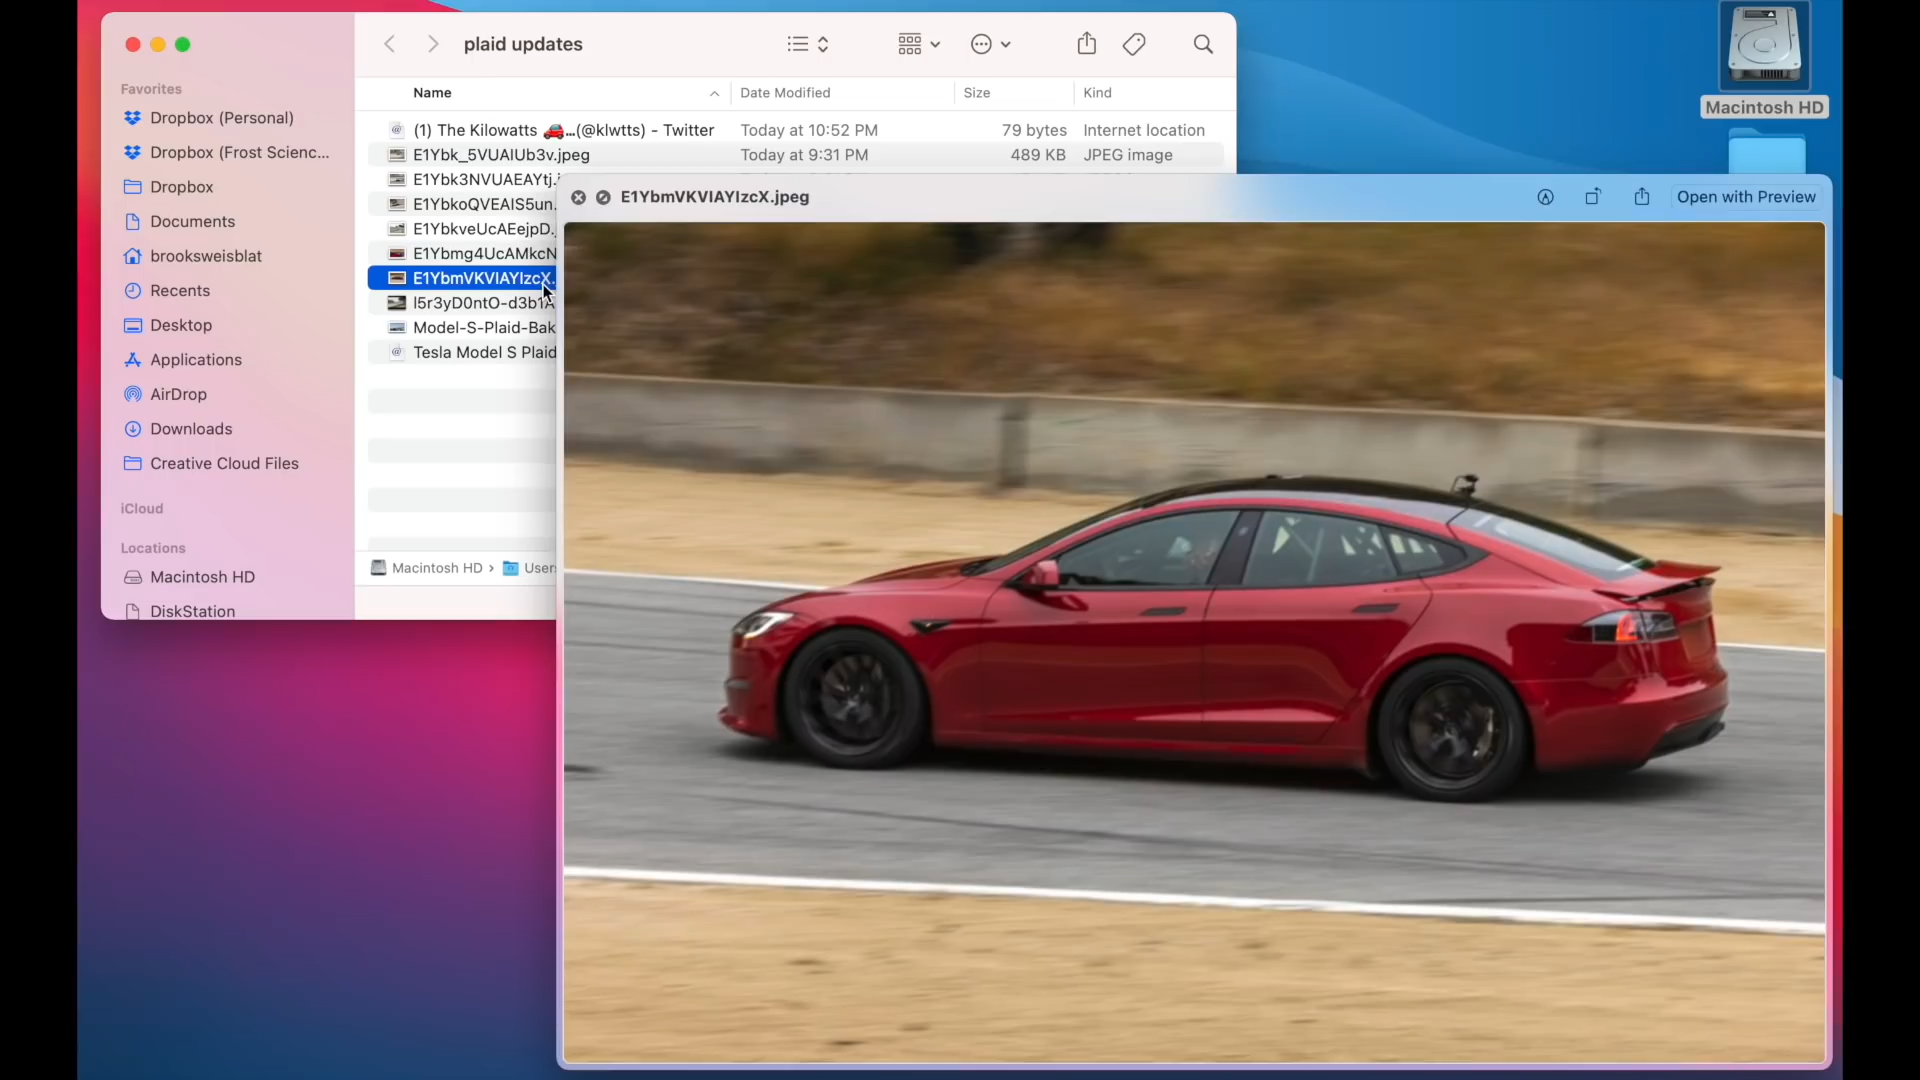 plaid updates
Favorites
Dropbox (Personal)
Dropbox (Frost Scienc...
Dropbox
Documents
brooksweisblat
Recents
Desktop
Applications
AirDrop
Downloads
Creative Cloud Files
iCloud
Locations
Macintosh HD
DiskStation
Name Date Modified Size Kind
(1) The Kilowatts 🚗...(@klwtts) - Twitter Today at 10:52 PM 79 bytes Internet location
E1Ybk_5VUAIUb3v.jpeg Today at 9:31 PM 489 KB JPEG image
E1Ybk3NVUAEAYtj.
E1YbkoQVEAIS5un.
E1YbkveUcAEejpD.
E1Ybmg4UcAMkcN
E1YbmVKVIAYIzcX.
l5r3yD0ntO-d3b1A
Model-S-Plaid-Bak
Tesla Model S Plaid
Macintosh HD › Users
E1YbmVKVIAYIzcX.jpeg Open with Preview
Macintosh HD